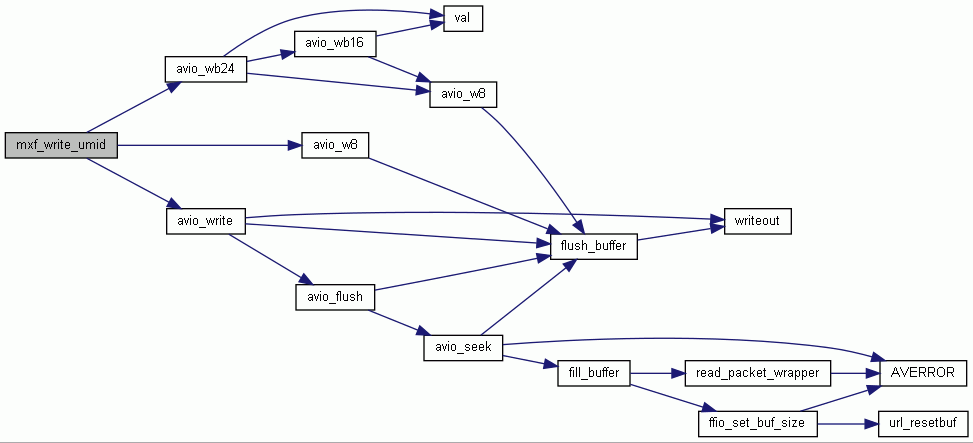 val
avio_wb16
avio_wb24
avio_w8
mxf_write_umid
avio_w8
avio_write
writeout
flush_buffer
avio_flush
avio_seek
fill_buffer
read_packet_wrapper
AVERROR
ffio_set_buf_size
url_resetbuf